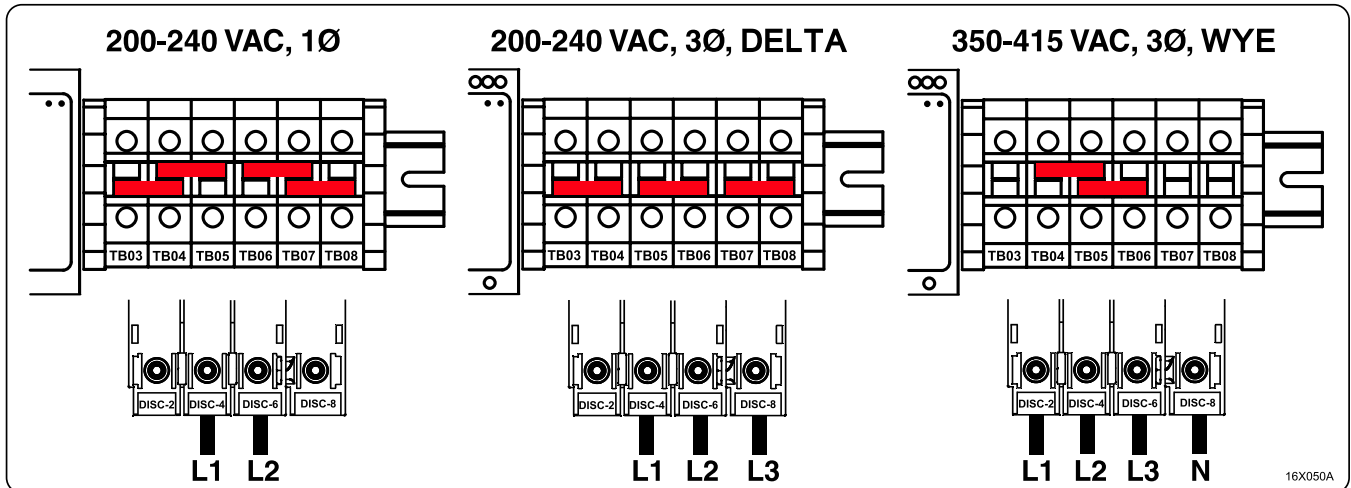 200-240 VAC, 1Ø
TB03 TB04 TB05 TB06 TB07 TB08
DISC-2 DISC-4 DISC-6 DISC-8
L1 L2
200-240 VAC, 3Ø, DELTA
TB03 TB04 TB05 TB06 TB07 TB08
DISC-2 DISC-4 DISC-6 DISC-8
L1 L2 L3
350-415 VAC, 3Ø, WYE
TB03 TB04 TB05 TB06 TB07 TB08
DISC-2 DISC-4 DISC-6 DISC-8
L1 L2 L3 N
16X050A